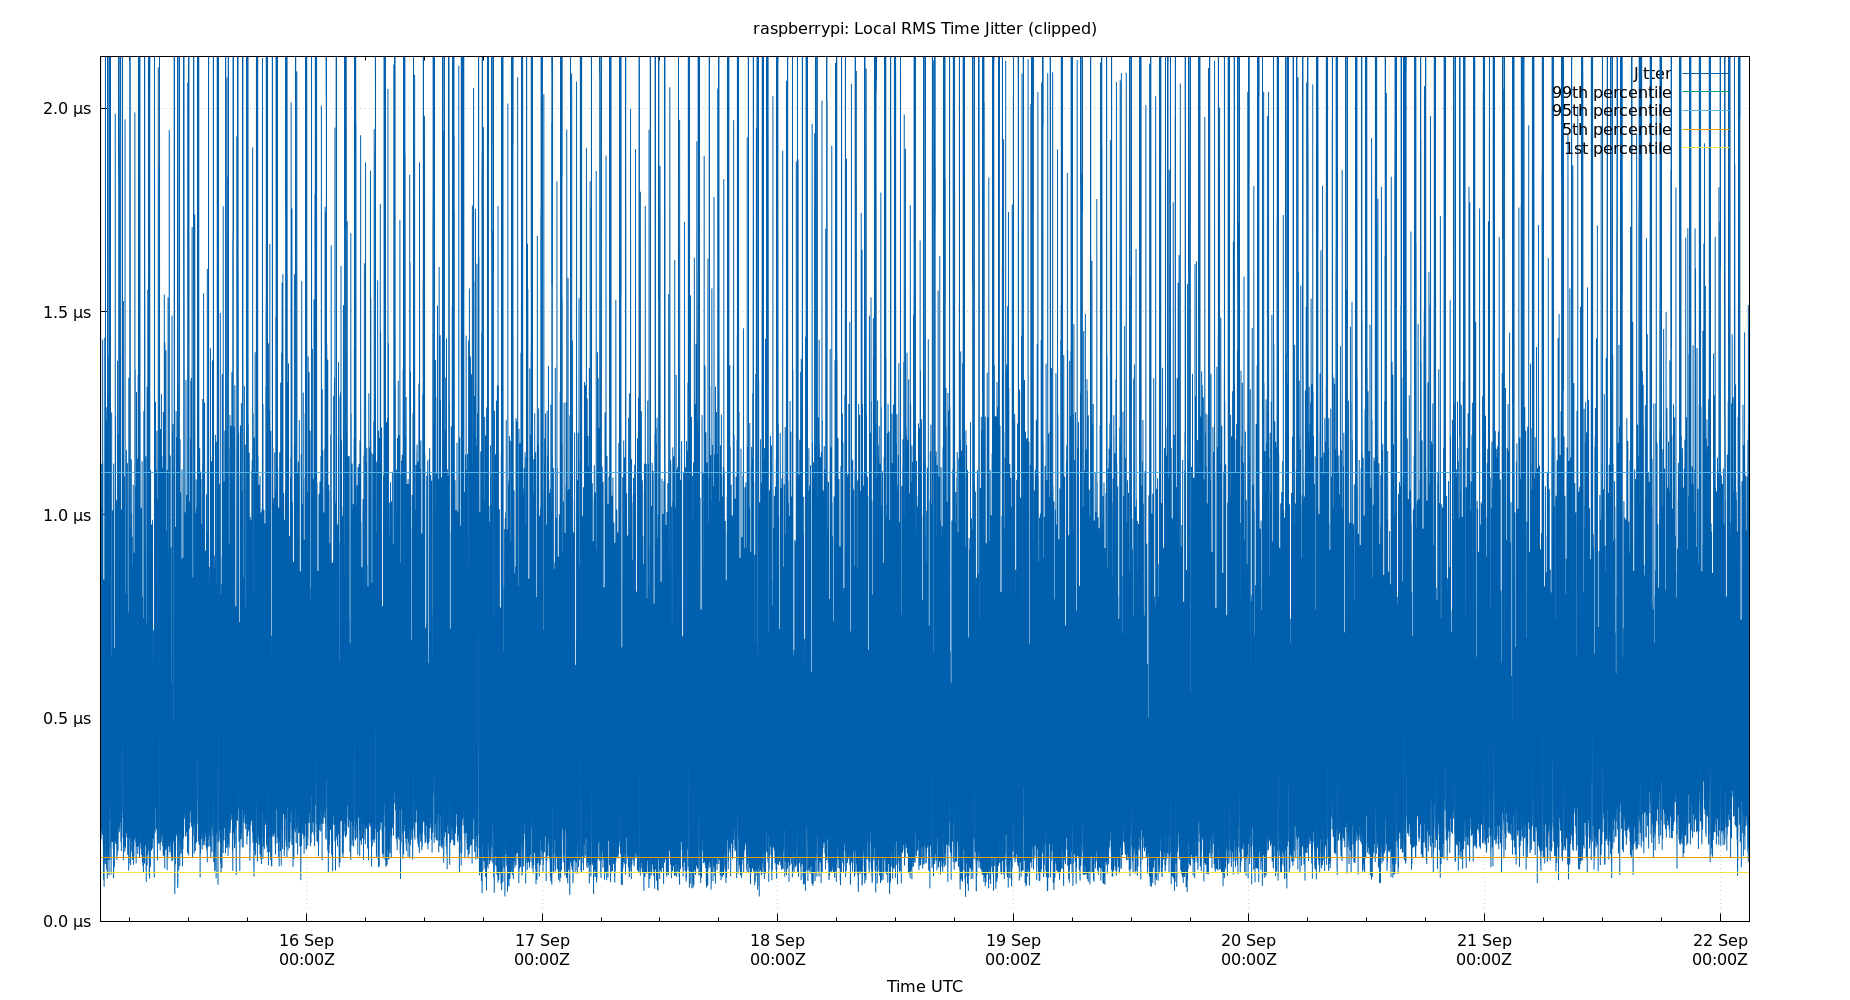 raspberrypi: Local RMS Time Jitter (clipped)
Jitter
99th percentile
95th percentile
5th percentile
1st percentile
2.0 µs
1.5 µs
1.0 µs
0.5 µs
0.0 µs
16 Sep 17 Sep 18 Sep 19 Sep 20 Sep 21 Sep 22 Sep
00:00Z 00:00Z 00:00Z 00:00Z 00:00Z 00:00Z 00:00Z
Time UTC